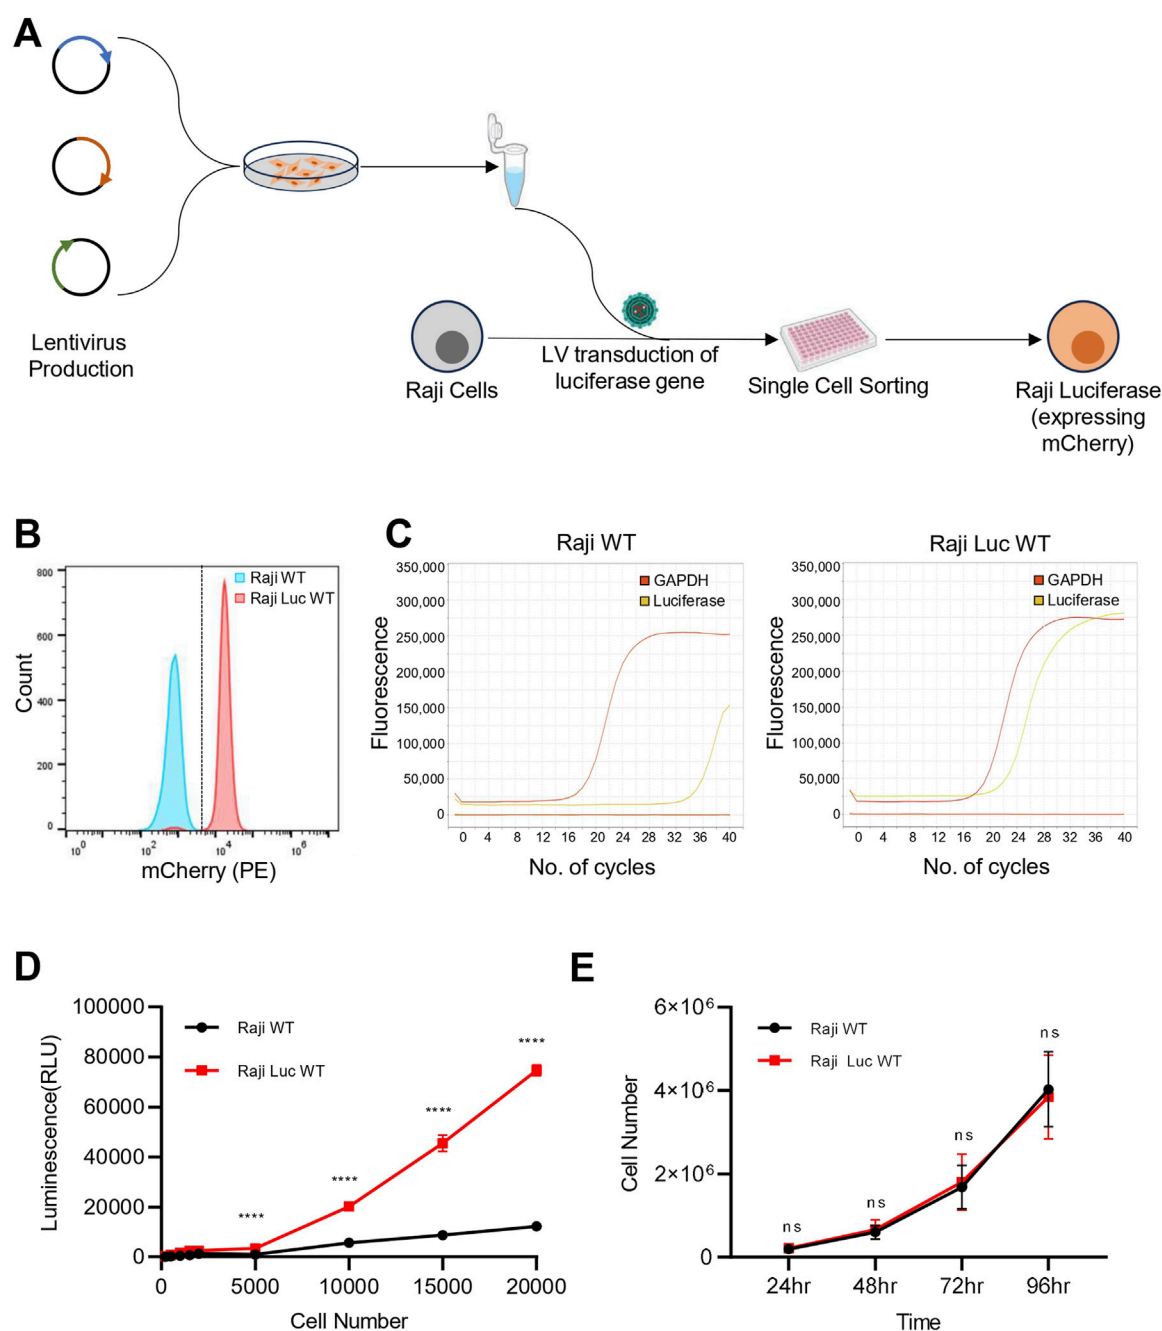 A
Lentivirus
Production
Raji Cells
LV transduction of
luciferase gene
Single Cell Sorting
Raji Luciferase
(expressing
mCherry)
B
800
600
400
200
0
Count
Raji WT
Raji Luc WT
10⁰ 10² 10⁴ 10⁶
mCherry (PE)
C
Raji WT
350,000
300,000
250,000
200,000
150,000
100,000
50,000
0
Fluorescence
GAPDH
Luciferase
0 4 8 12 16 20 24 28 32 36 40
No. of cycles
Raji Luc WT
350,000
300,000
250,000
200,000
150,000
100,000
50,000
0
Fluorescence
GAPDH
Luciferase
0 4 8 12 16 20 24 28 32 36 40
No. of cycles
D
100000
80000
60000
40000
20000
0
Luminescence(RLU)
Raji WT
Raji Luc WT
****
****
****
****
0 5000 10000 15000 20000
Cell Number
E
6×10⁶
4×10⁶
2×10⁶
0
Cell Number
Raji WT
Raji Luc WT
ns
ns
ns
ns
24hr 48hr 72hr 96hr
Time